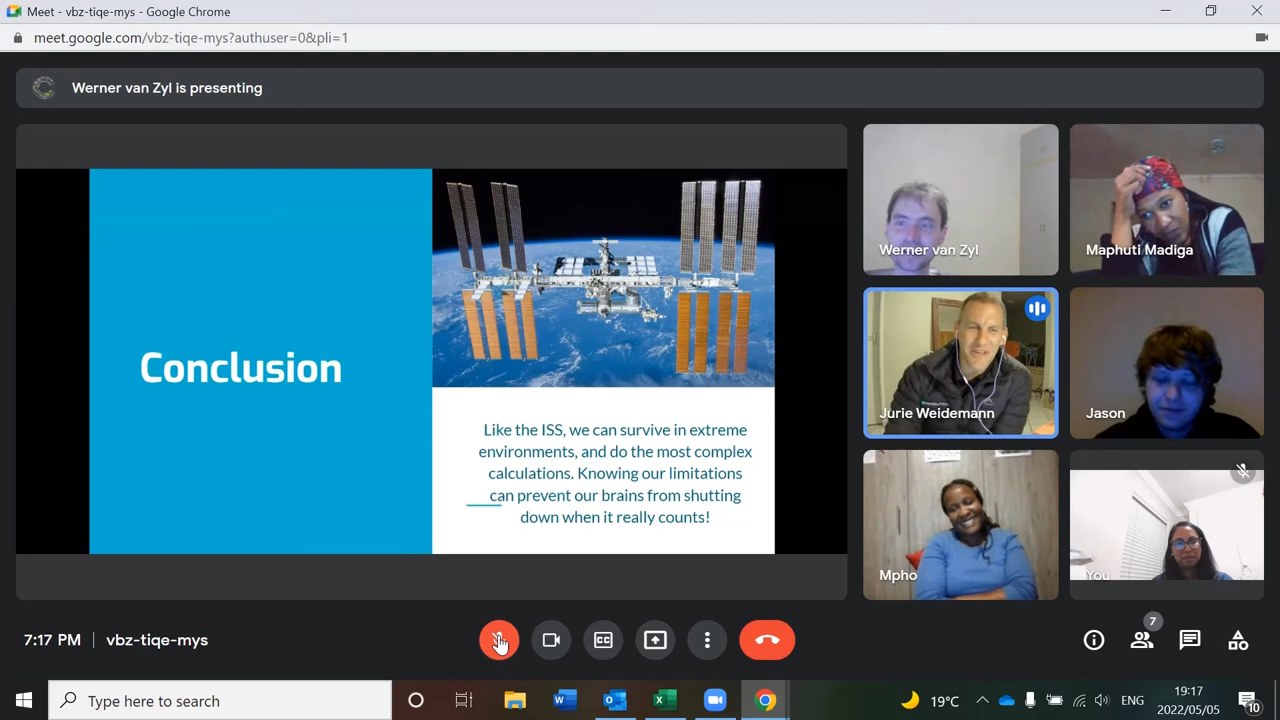 Meet - vbz-tiqe-mys - Google Chrome
meet.google.com/vbz-tiqe-mys?authuser=0&pli=1
Werner van Zyl is presenting
Conclusion
Like the ISS, we can survive in extreme
environments, and do the most complex
calculations. Knowing our limitations
can prevent our brains from shutting
down when it really counts!
Werner van Zyl
Maphuti Madiga
Jurie Weidemann
Jason
Mpho
You
7:17 PM
vbz-tiqe-mys
CC
7
Type here to search
W
X
19°C
ENG
19:17
2022/05/05
10